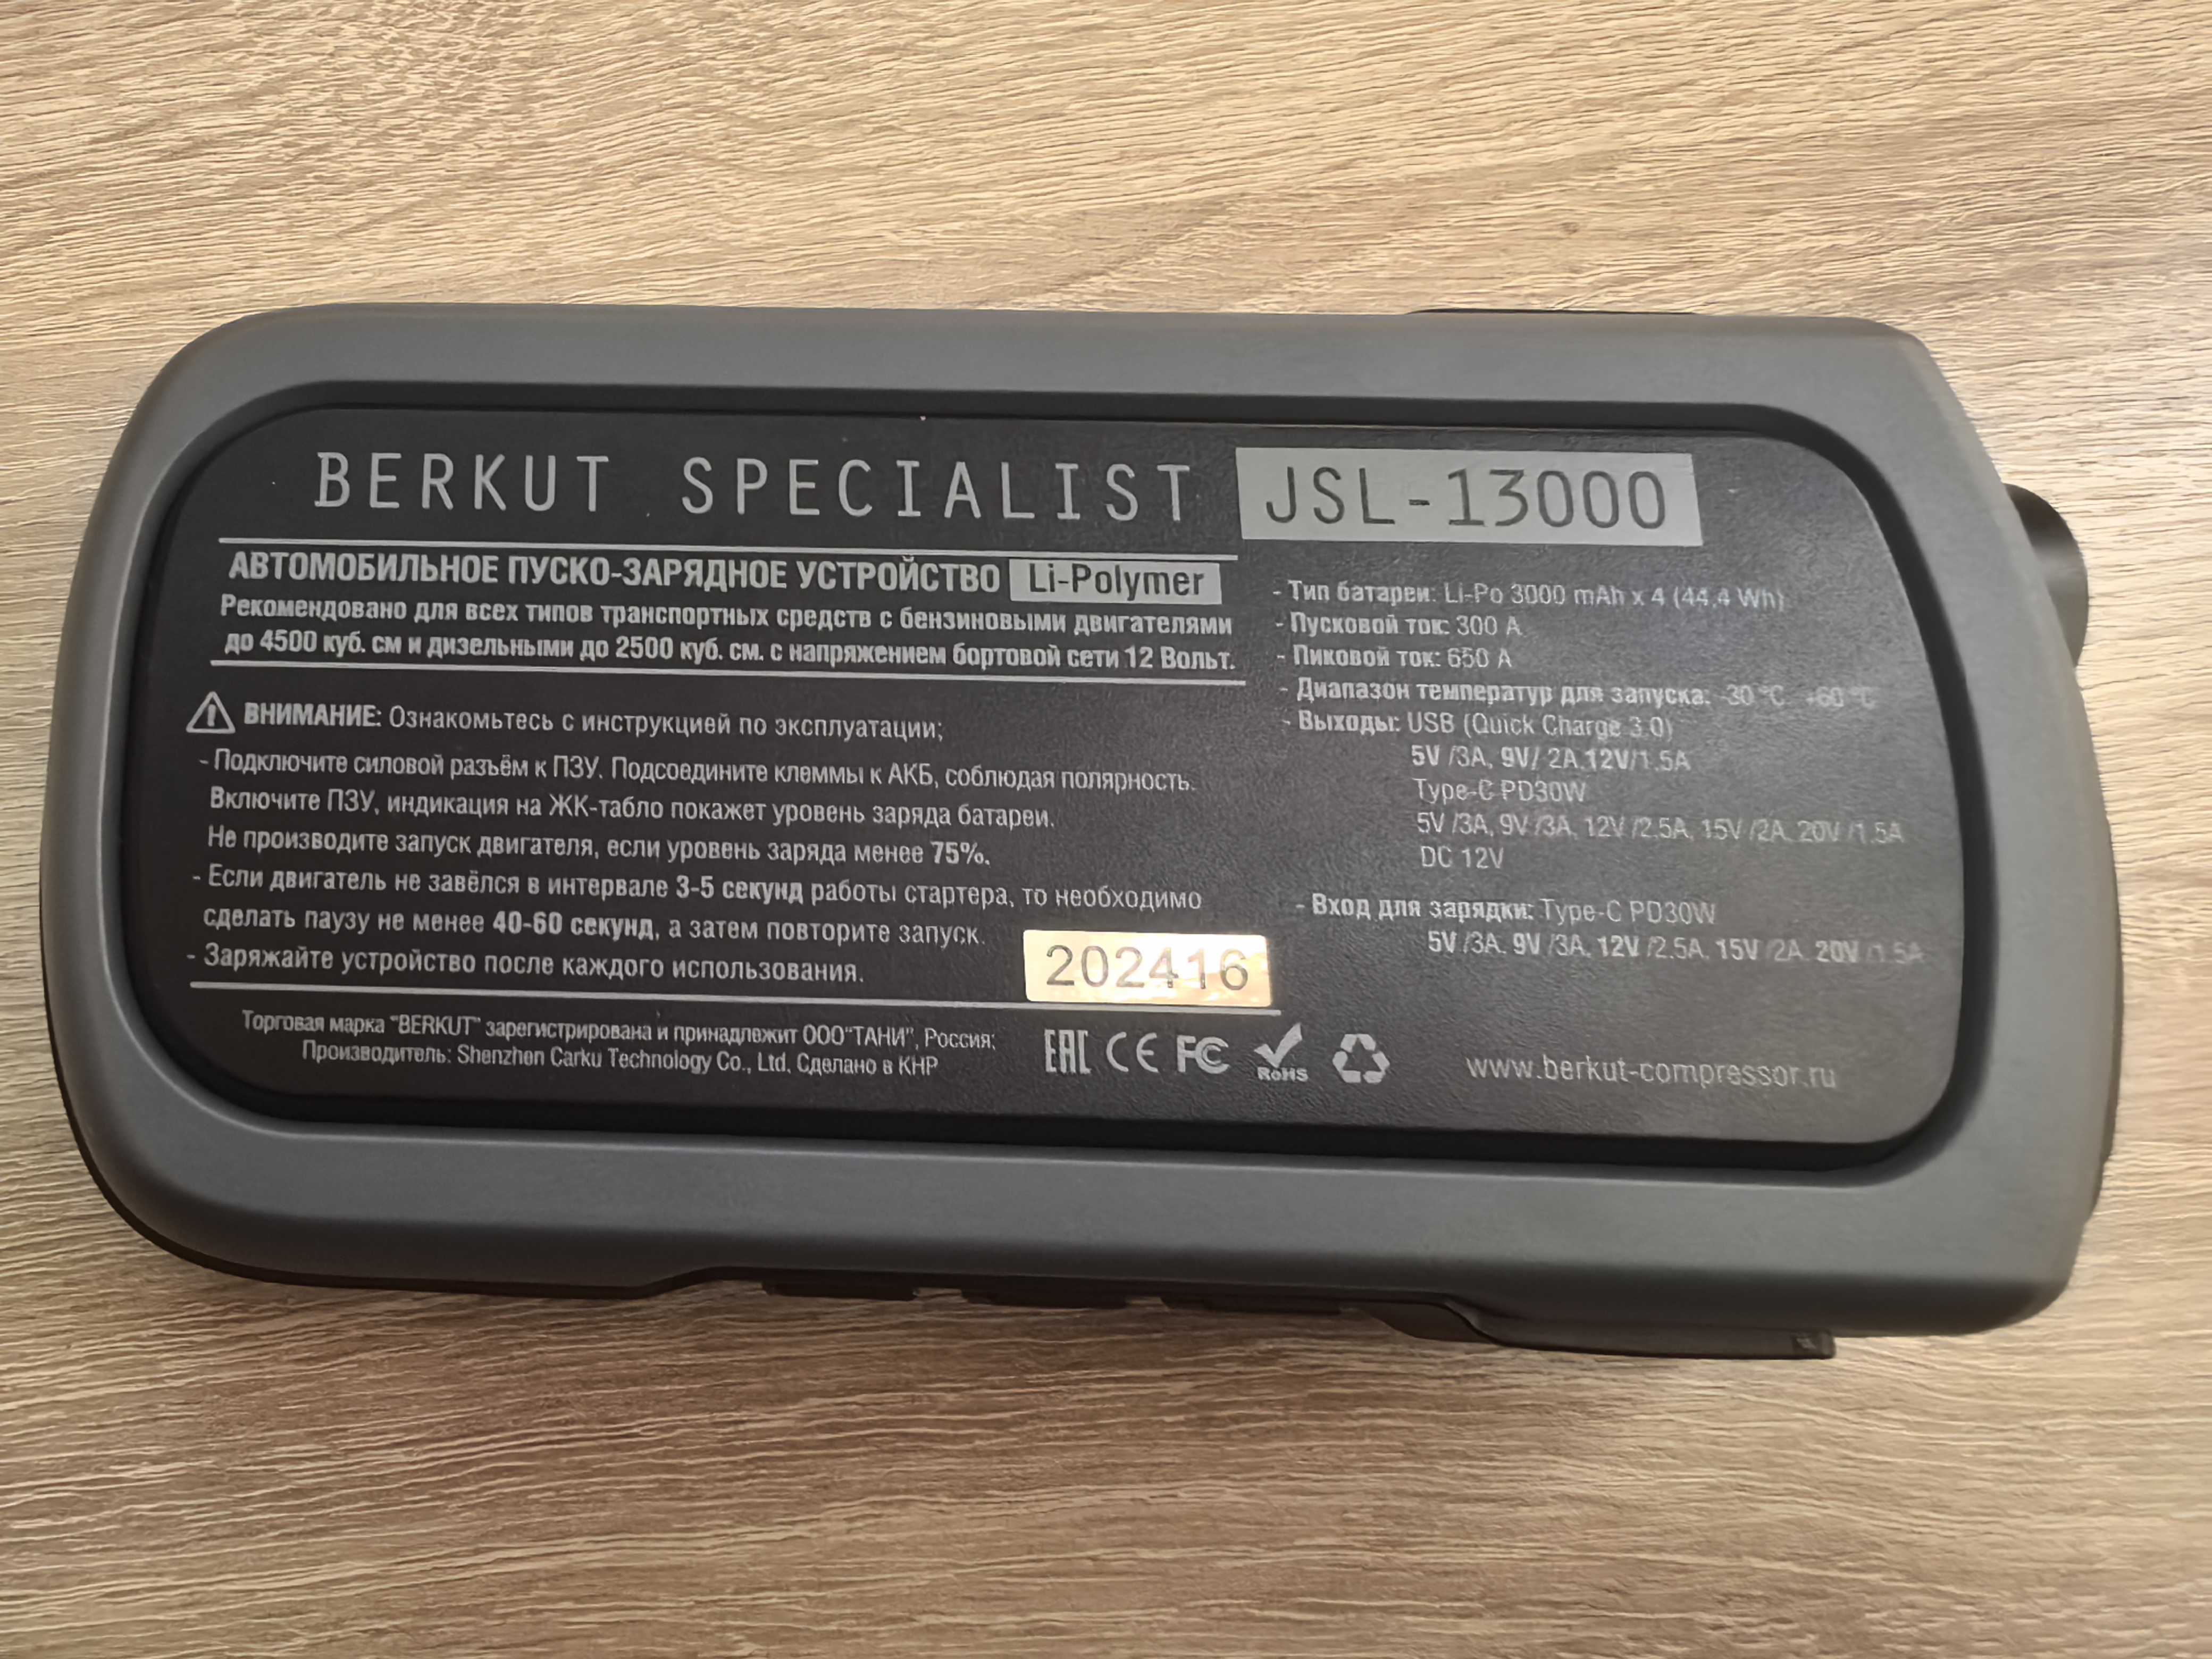 BERKUT SPECIALIST JSL-13000
АВТОМОБИЛЬНОЕ ПУСКО-ЗАРЯДНОЕ УСТРОЙСТВО Li-Polymer
Рекомендовано для всех типов транспортных средств с бензиновыми двигателями
до 4500 куб. см и дизельными до 2500 куб. см. с напряжением бортовой сети 12 Вольт.
ВНИМАНИЕ: Ознакомьтесь с инструкцией по эксплуатации;
- Подключите силовой разъём к ПЗУ. Подсоедините клеммы к АКБ, соблюдая полярность.
Включите ПЗУ, индикация на ЖК-табло покажет уровень заряда батареи.
Не производите запуск двигателя, если уровень заряда менее 75%.
- Если двигатель не завёлся в интервале 3-5 секунд работы стартера, то необходимо
сделать паузу не менее 40-60 секунд, а затем повторите запуск.
- Заряжайте устройство после каждого использования.
202416
Торговая марка "BERKUT" зарегистрирована и принадлежит ООО"ТАНИ", Россия;
Производитель: Shenzhen Carku Technology Co., Ltd. Сделано в КНР
EAC CE FC RoHS
- Тип батареи: Li-Po 3000 mAh x 4 (44.4 Wh)
- Пусковой ток: 300 А
- Пиковой ток: 650 А
- Диапазон температур для запуска: -30 °C +60 °C
- Выходы: USB (Quick Charge 3.0)
5V /3A, 9V/ 2A.12V/1.5A
Type-C PD30W
5V /3A, 9V /3A, 12V /2.5A, 15V /2A, 20V /1.5A
DC 12V
- Вход для зарядки: Type-C PD30W
5V /3A. 9V /3A. 12V /2.5A. 15V /2A. 20V /1.5A
www.berkut-compressor.ru